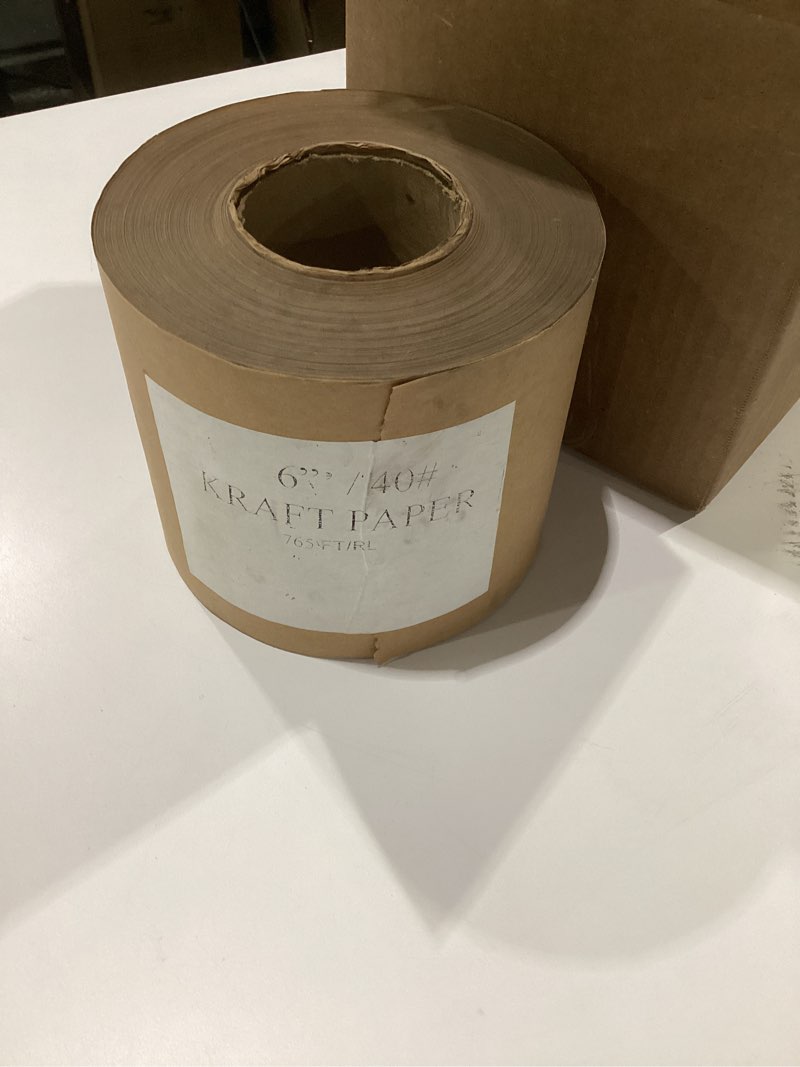 6" / 40#
KRAFT PAPER
765\FT/RL